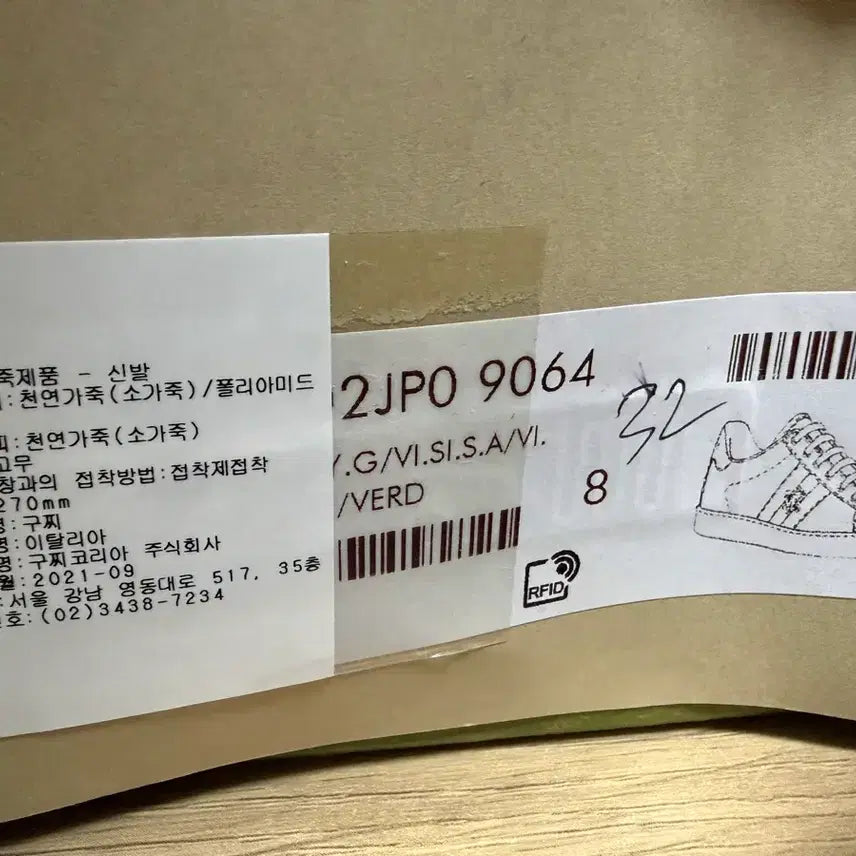 죽제품 - 신발
:천연가죽(소가죽)/폴리아미드
피:천연가죽(소가죽)
고무
창과의 접착방법:접착제접착
270mm
명:구찌
명:이탈리아
명:구찌코리아 주식회사
월:2021-09
:서울 강남 영동대로 517, 35층
호:(02)3438-7234
2JP0 9064
.G/VI.SI.S.A/VI.
/VERD
8
32
RFID